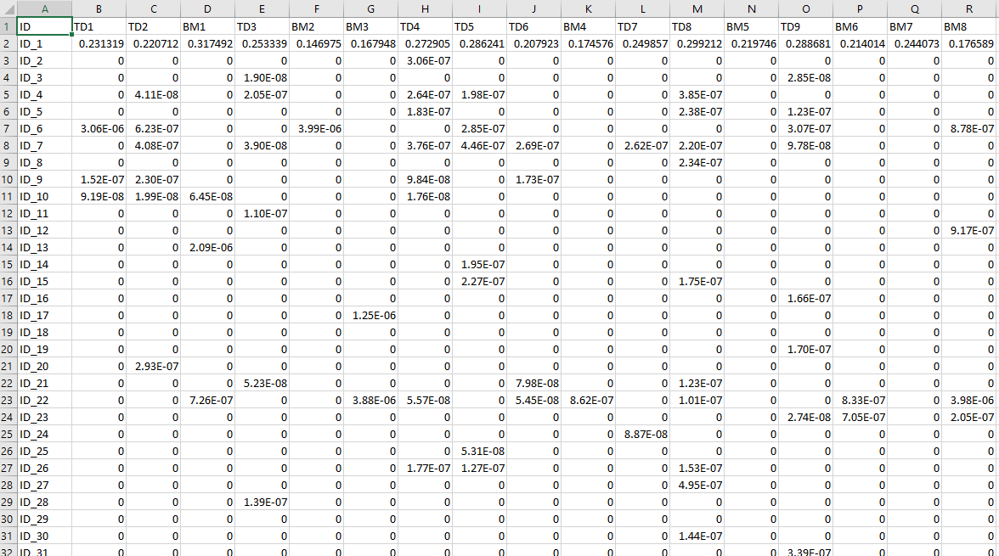 A B C D E F G H I J K L M N O P Q R
1 ID TD1 TD2 BM1 TD3 BM2 BM3 TD4 TD5 TD6 BM4 TD7 TD8 BM5 TD9 BM6 BM7 BM8
2 ID_1 0.231319 0.220712 0.317492 0.253339 0.146975 0.167948 0.272905 0.286241 0.207923 0.174576 0.249857 0.299212 0.219746 0.288681 0.214014 0.244073 0.176589
3 ID_2 0 0 0 0 0 0 3.06E-07 0 0 0 0 0 0 0 0 0 0
4 ID_3 0 0 0 1.90E-08 0 0 0 0 0 0 0 0 0 2.85E-08 0 0 0
5 ID_4 0 4.11E-08 0 2.05E-07 0 0 2.64E-07 1.98E-07 0 0 0 3.85E-07 0 0 0 0 0
6 ID_5 0 0 0 0 0 0 1.83E-07 0 0 0 0 2.38E-07 0 1.23E-07 0 0 0
7 ID_6 3.06E-06 6.23E-07 0 0 3.99E-06 0 0 2.85E-07 0 0 0 0 0 3.07E-07 0 0 8.78E-07
8 ID_7 0 4.08E-07 0 3.90E-08 0 0 3.76E-07 4.46E-07 2.69E-07 0 2.62E-07 2.20E-07 0 9.78E-08 0 0 0
9 ID_8 0 0 0 0 0 0 0 0 0 0 0 2.34E-07 0 0 0 0 0
10 ID_9 1.52E-07 2.30E-07 0 0 0 0 9.84E-08 0 1.73E-07 0 0 0 0 0 0 0 0
11 ID_10 9.19E-08 1.99E-08 6.45E-08 0 0 0 1.76E-08 0 0 0 0 0 0 0 0 0 0
12 ID_11 0 0 0 1.10E-07 0 0 0 0 0 0 0 0 0 0 0 0 0
13 ID_12 0 0 0 0 0 0 0 0 0 0 0 0 0 0 0 0 9.17E-07
14 ID_13 0 0 2.09E-06 0 0 0 0 0 0 0 0 0 0 0 0 0 0
15 ID_14 0 0 0 0 0 0 0 1.95E-07 0 0 0 0 0 0 0 0 0
16 ID_15 0 0 0 0 0 0 0 2.27E-07 0 0 0 1.75E-07 0 0 0 0 0
17 ID_16 0 0 0 0 0 0 0 0 0 0 0 0 0 1.66E-07 0 0 0
18 ID_17 0 0 0 0 0 1.25E-06 0 0 0 0 0 0 0 0 0 0 0
19 ID_18 0 0 0 0 0 0 0 0 0 0 0 0 0 0 0 0 0
20 ID_19 0 0 0 0 0 0 0 0 0 0 0 0 0 1.70E-07 0 0 0
21 ID_20 0 2.93E-07 0 0 0 0 0 0 0 0 0 0 0 0 0 0 0
22 ID_21 0 0 0 5.23E-08 0 0 0 0 7.98E-08 0 0 1.23E-07 0 0 0 0 0
23 ID_22 0 0 7.26E-07 0 0 3.88E-06 5.57E-08 0 5.45E-08 8.62E-07 0 1.01E-07 0 0 8.33E-07 0 3.98E-06
24 ID_23 0 0 0 0 0 0 0 0 0 0 0 0 0 2.74E-08 7.05E-07 0 2.05E-07
25 ID_24 0 0 0 0 0 0 0 0 0 0 8.87E-08 0 0 0 0 0 0
26 ID_25 0 0 0 0 0 0 0 5.31E-08 0 0 0 0 0 0 0 0 0
27 ID_26 0 0 0 0 0 0 1.77E-07 1.27E-07 0 0 0 1.53E-07 0 0 0 0 0
28 ID_27 0 0 0 0 0 0 0 0 0 0 0 4.95E-07 0 0 0 0 0
29 ID_28 0 0 0 1.39E-07 0 0 0 0 0 0 0 0 0 0 0 0 0
30 ID_29 0 0 0 0 0 0 0 0 0 0 0 0 0 0 0 0 0
31 ID_30 0 0 0 0 0 0 0 0 0 0 0 1.44E-07 0 0 0 0 0
32 ID_31 0 0 0 0 0 0 0 0 0 0 0 0 0 3.39E-07 0 0 0